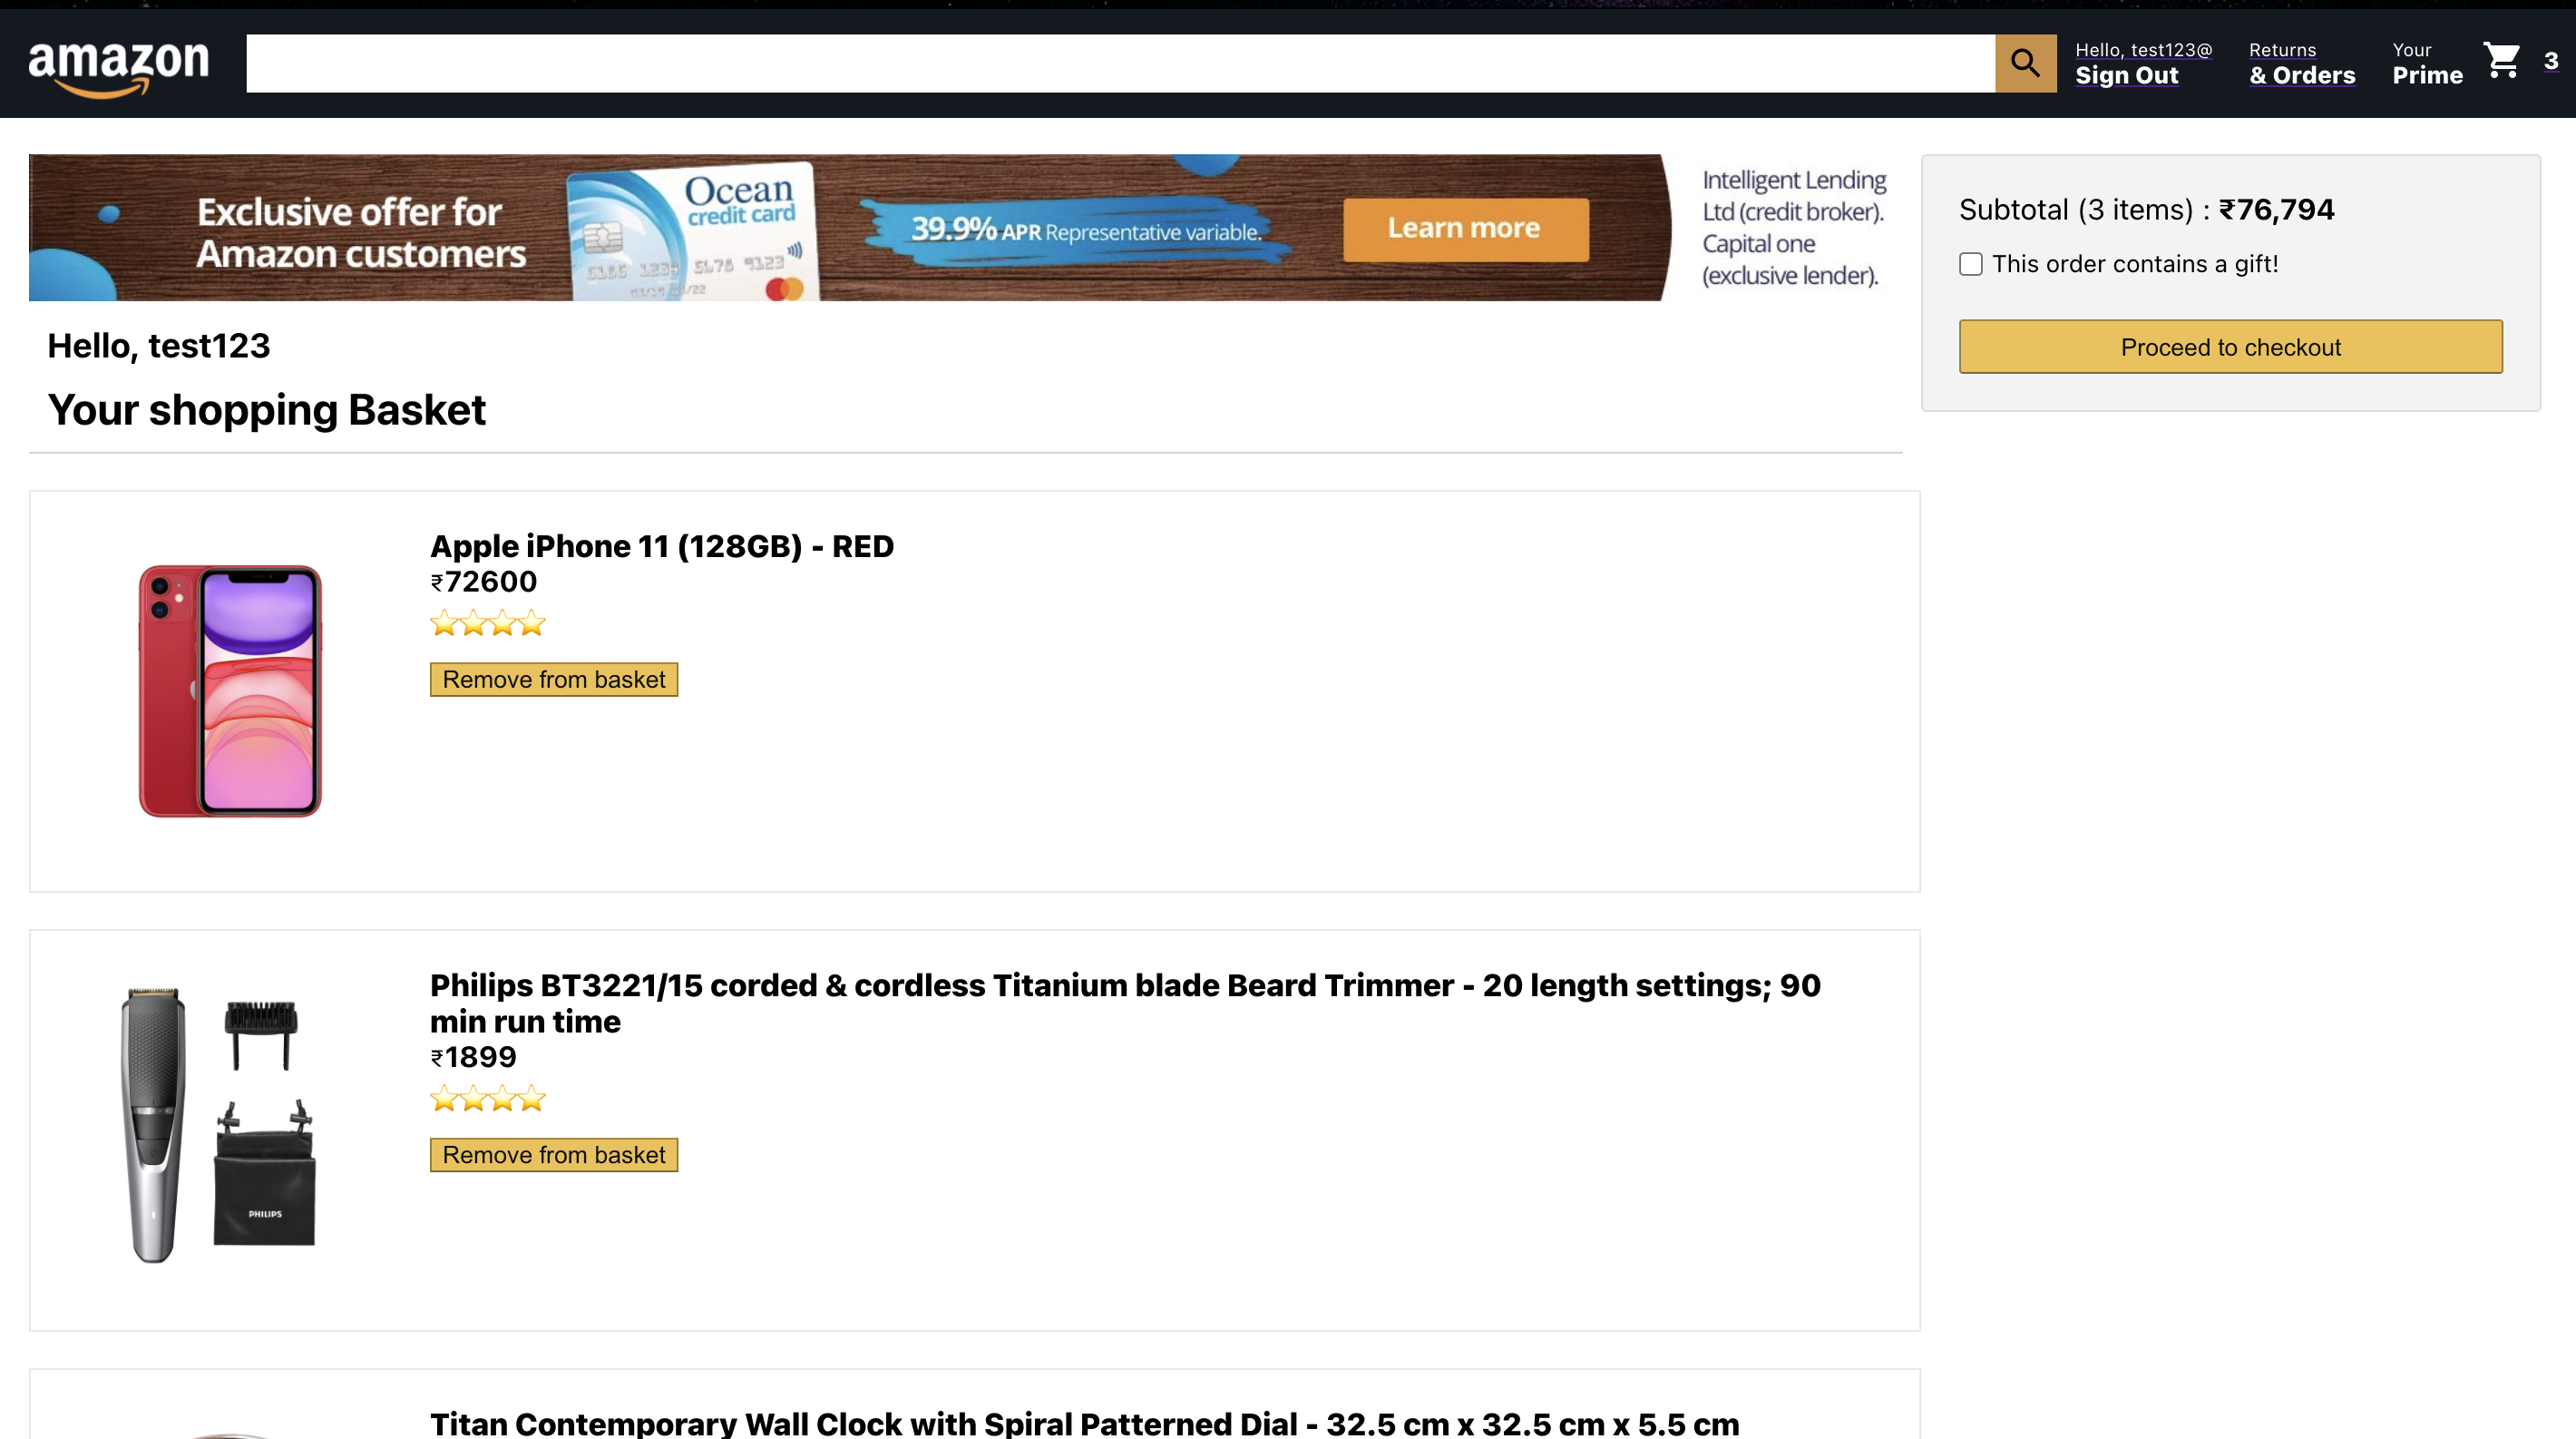 amazon
Hello, test123@
Sign Out
Returns
& Orders
Your
Prime
3
Exclusive offer for
Amazon customers
Ocean
credit card
39.9% APR Representative variable.
Learn more
Intelligent Lending
Ltd (credit broker).
Capital one
(exclusive lender).
Subtotal (3 items) : ₹76,794
This order contains a gift!
Proceed to checkout
Hello, test123
Your shopping Basket
Apple iPhone 11 (128GB) - RED
₹72600
Remove from basket
Philips BT3221/15 corded & cordless Titanium blade Beard Trimmer - 20 length settings; 90
min run time
₹1899
Remove from basket
PHILIPS
Titan Contemporary Wall Clock with Spiral Patterned Dial - 32.5 cm x 32.5 cm x 5.5 cm